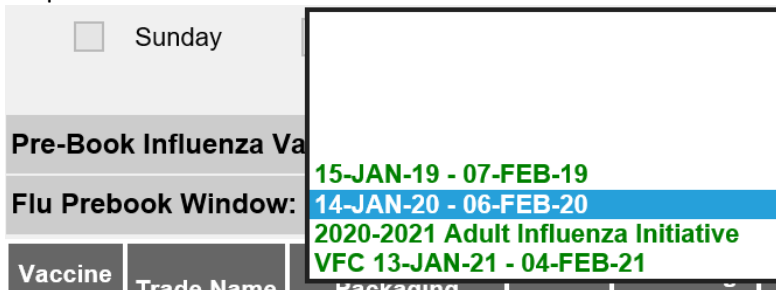 Sunday
Pre-Book Influenza Va
15-JAN-19 - 07-FEB-19
Flu Prebook Window: 14-JAN-20 - 06-FEB-20
2020-2021 Adult Influenza Initiative
VFC 13-JAN-21 - 04-FEB-21
Vaccine Trade Name Packaging